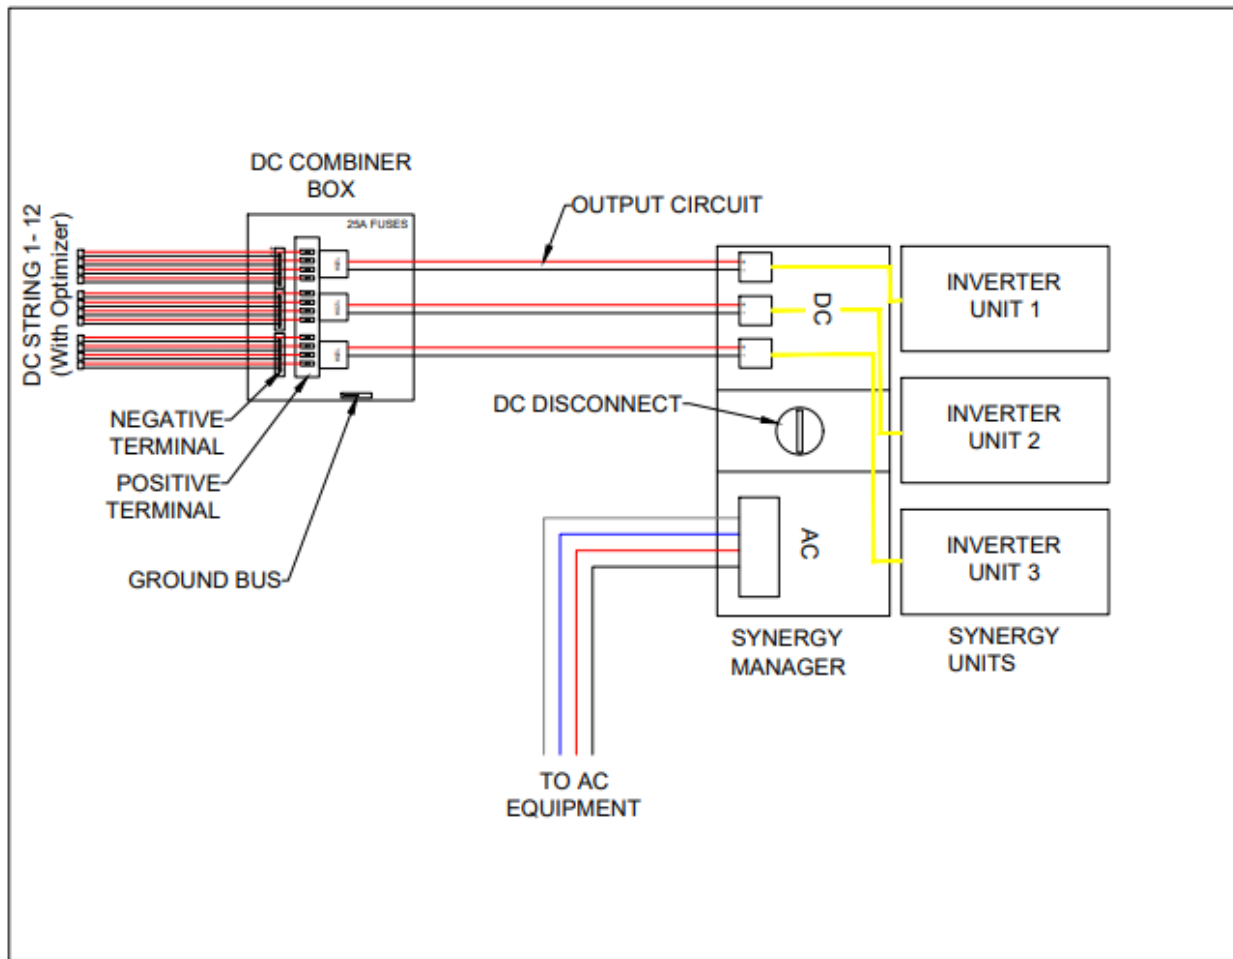 DC COMBINER
BOX
25A FUSES
DC STRING 1- 12
(With Optimizer)
OUTPUT CIRCUIT
DC
INVERTER
UNIT 1
NEGATIVE
TERMINAL
DC DISCONNECT
INVERTER
UNIT 2
POSITIVE
TERMINAL
GROUND BUS
AC
INVERTER
UNIT 3
SYNERGY
MANAGER
SYNERGY
UNITS
TO AC
EQUIPMENT